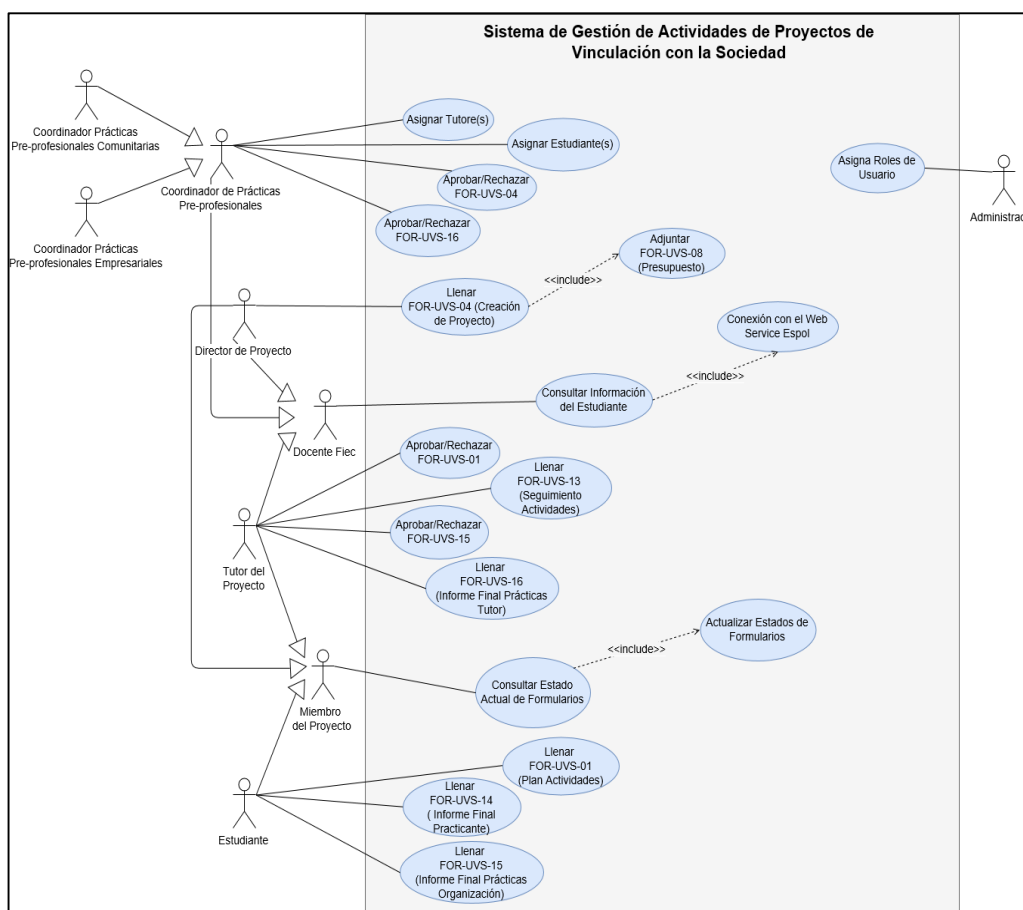 Sistema de Gestión de Actividades de Proyectos de
Vinculación con la Sociedad
Coordinador Prácticas
Pre-profesionales Comunitarias
Coordinador de Prácticas
Pre-profesionales
Coordinador Prácticas
Pre-profesionales Empresariales
Asignar Tutore(s)
Asignar Estudiante(s)
Aprobar/Rechazar
FOR-UVS-04
Aprobar/Rechazar
FOR-UVS-16
Asigna Roles de
Usuario
Administrac
Adjuntar
FOR-UVS-08
(Presupuesto)
<<include>>
Llenar
FOR-UVS-04 (Creación
de Proyecto)
Director de Proyecto
Conexión con el Web
Service Espol
<<include>>
Consultar Información
del Estudiante
Docente Fiec
Aprobar/Rechazar
FOR-UVS-01
Llenar
FOR-UVS-13
(Seguimiento
Actividades)
Aprobar/Rechazar
FOR-UVS-15
Tutor del
Proyecto
Llenar
FOR-UVS-16
(Informe Final Prácticas
Tutor)
Actualizar Estados de
Formularios
<<include>>
Consultar Estado
Actual de Formularios
Miembro
del Proyecto
Llenar
FOR-UVS-01
(Plan Actividades)
Llenar
FOR-UVS-14
( Informe Final
Practicante)
Estudiante
Llenar
FOR-UVS-15
(Informe Final Prácticas
Organización)